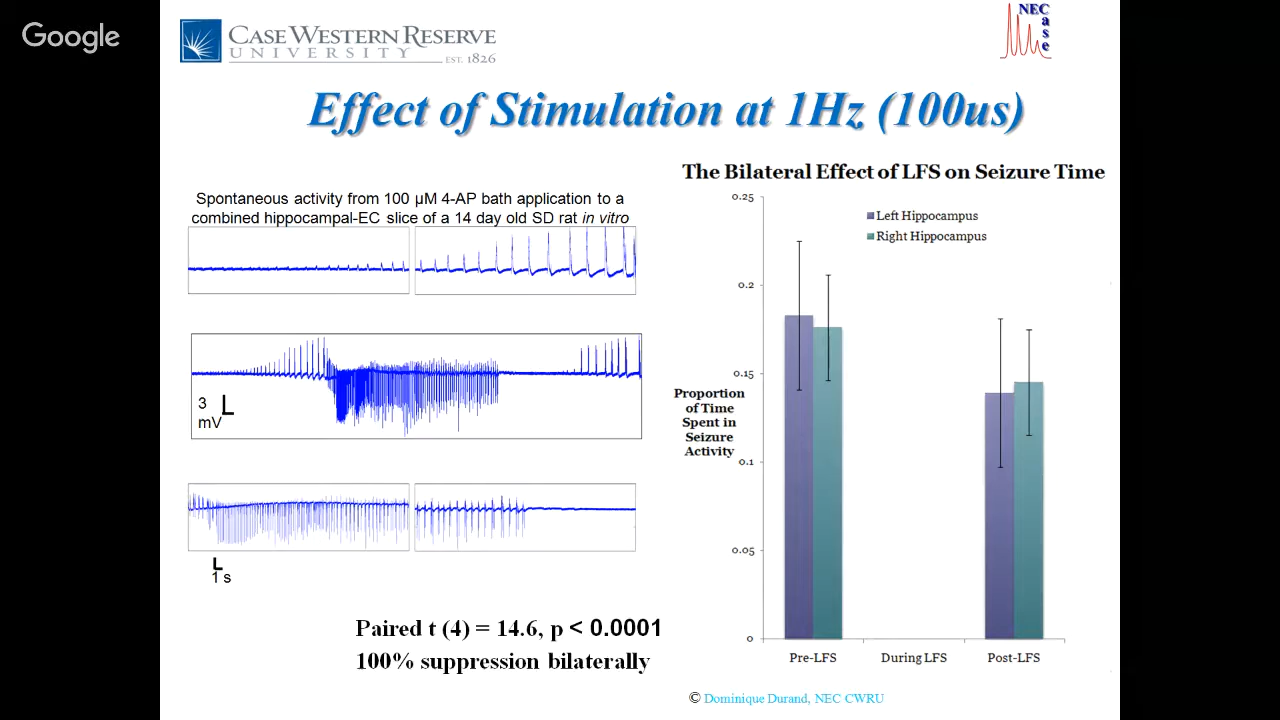 Google
CASE WESTERN RESERVE
UNIVERSITY EST. 1826
NEC
case
Effect of Stimulation at 1Hz (100us)
Spontaneous activity from 100 µM 4-AP bath application to a
combined hippocampal-EC slice of a 14 day old SD rat in vitro
3
mV
1 s
Paired t (4) = 14.6, p < 0.0001
100% suppression bilaterally
The Bilateral Effect of LFS on Seizure Time
Left Hippocampus
Right Hippocampus
0.25
0.2
0.15
Proportion
of Time
Spent in
Seizure
Activity
0.1
0.05
0
Pre-LFS During LFS Post-LFS
© Dominique Durand, NEC CWRU